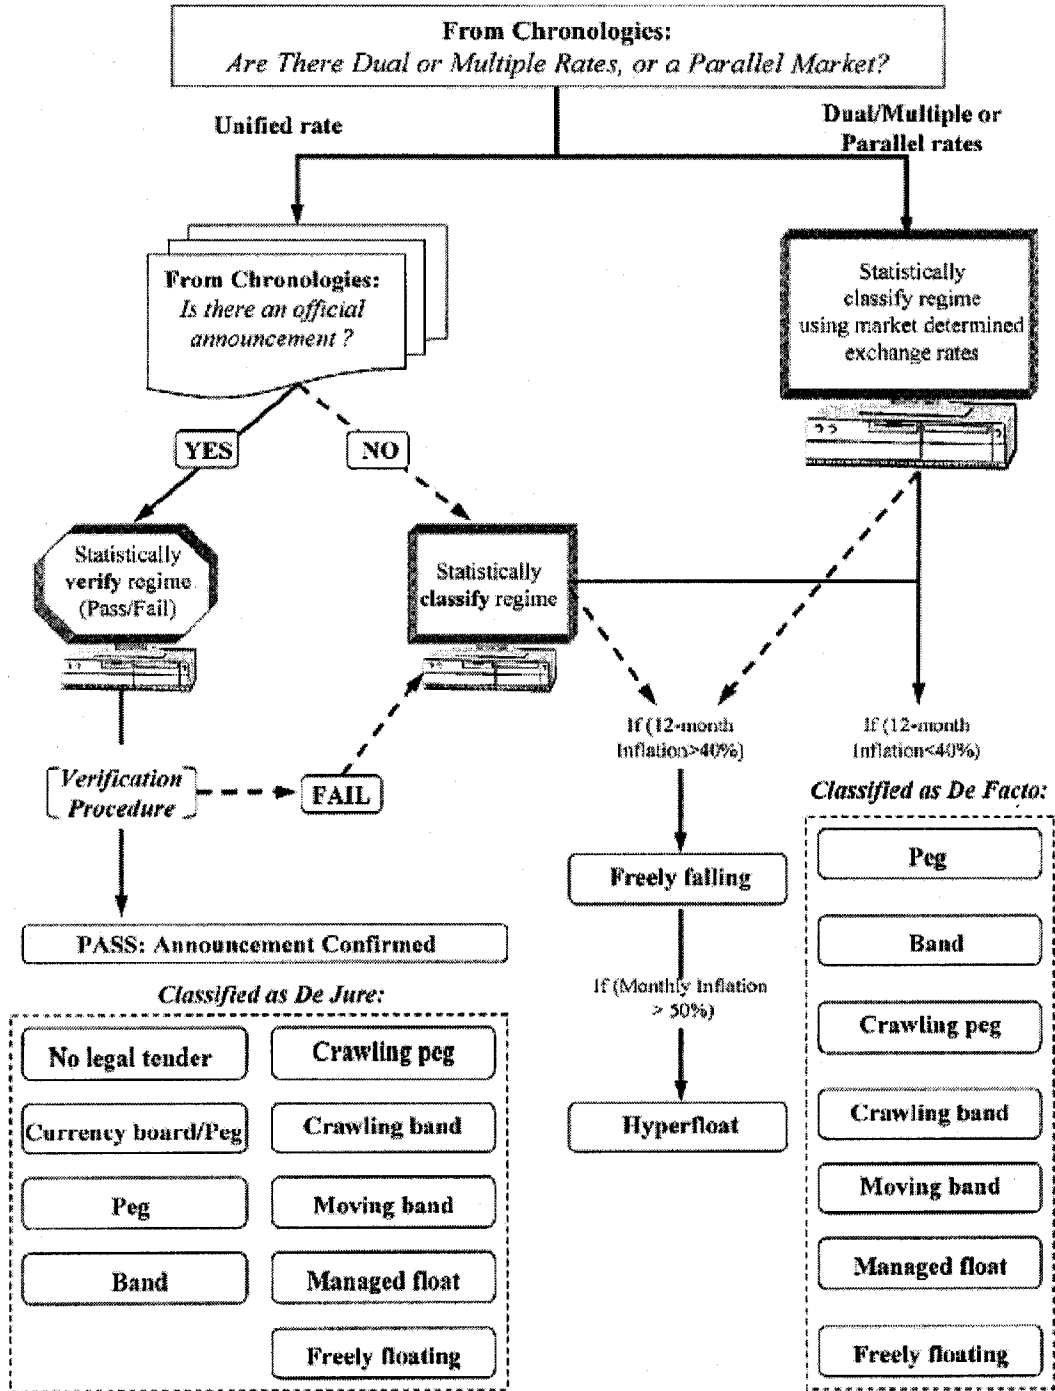 From Chronologies:
Are There Dual or Multiple Rates, or a Parallel Market?
Unified rate
Dual/Multiple or
Parallel rates
From Chronologies:
Is there an official
announcement ?
Statistically
classify regime
using market determined
exchange rates
YES
NO
Statistically
verify regime
(Pass/Fail)
Statistically
classify regime
If (12-month
Inflation>40%)
If (12-month
Inflation<40%)
Verification
Procedure
FAIL
Classified as De Facto:
Peg
Freely falling
Band
PASS: Announcement Confirmed
If (Monthly Inflation
> 50%)
Classified as De Jure:
Crawling peg
No legal tender
Crawling peg
Currency board/Peg
Crawling band
Hyperfloat
Crawling band
Peg
Moving band
Moving band
Band
Managed float
Managed float
Freely floating
Freely floating